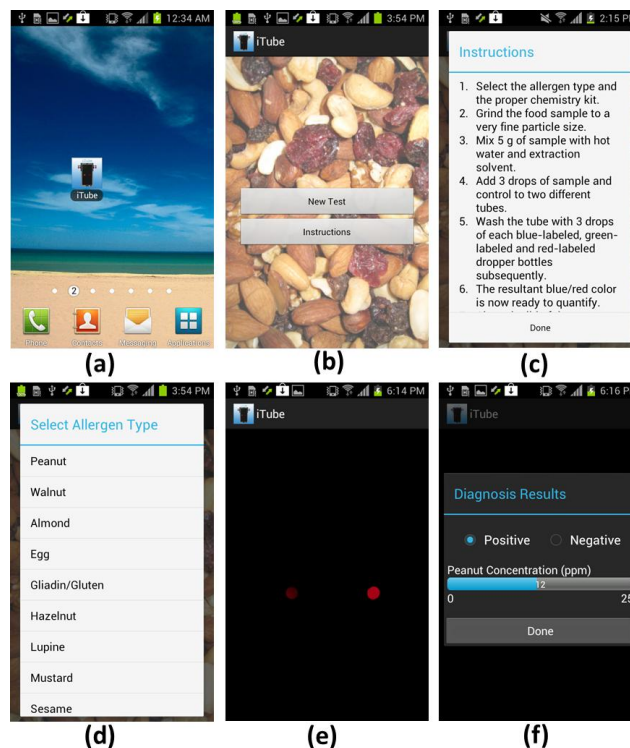 12:34 AM
iTube
2
Phone
Contacts
Messaging
Applications
(a)
3:54 PM
iTube
New Test
Instructions
(b)
2:15 PM
Instructions
1. Select the allergen type and
the proper chemistry kit.
2. Grind the food sample to a
very fine particle size.
3. Mix 5 g of sample with hot
water and extraction
solvent.
4. Add 3 drops of sample and
control to two different
tubes.
5. Wash the tube with 3 drops
of each blue-labeled, green-
labeled and red-labeled
dropper bottles
subsequently.
6. The resultant blue/red color
is now ready to quantify.
Done
(c)
3:54 PM
Select Allergen Type
Peanut
Walnut
Almond
Egg
Gliadin/Gluten
Hazelnut
Lupine
Mustard
Sesame
(d)
6:14 PM
iTube
(e)
6:16 PM
iTube
Diagnosis Results
Positive Negative
Peanut Concentration (ppm)
12
0 25
Done
(f)